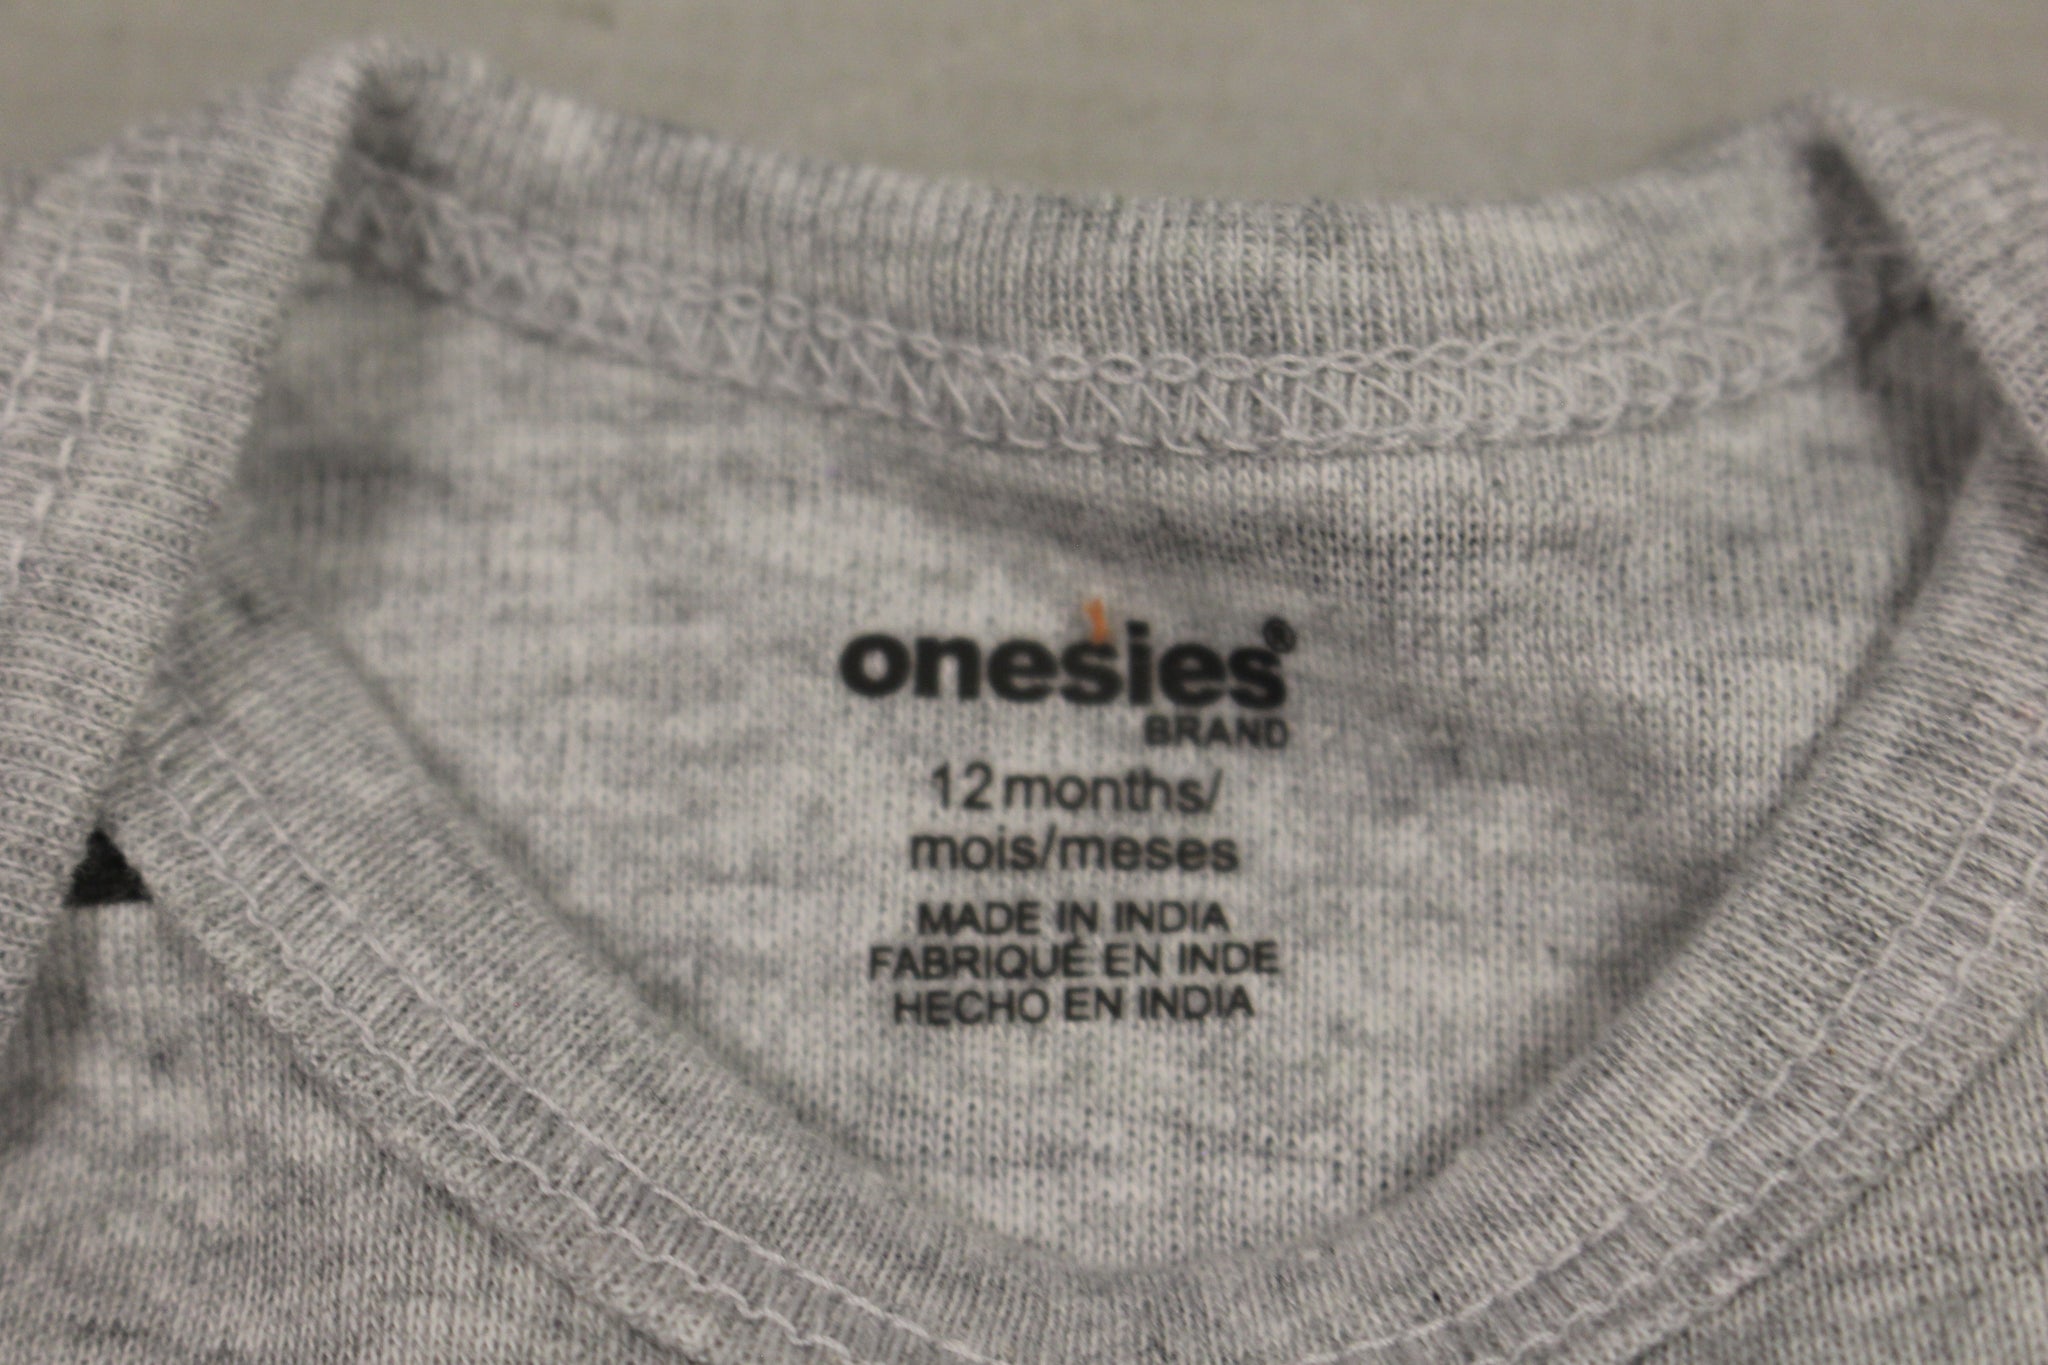 onesies®
BRAND
12 months/
mois/meses
MADE IN INDIA
FABRIQUÉ EN INDE
HECHO EN INDIA